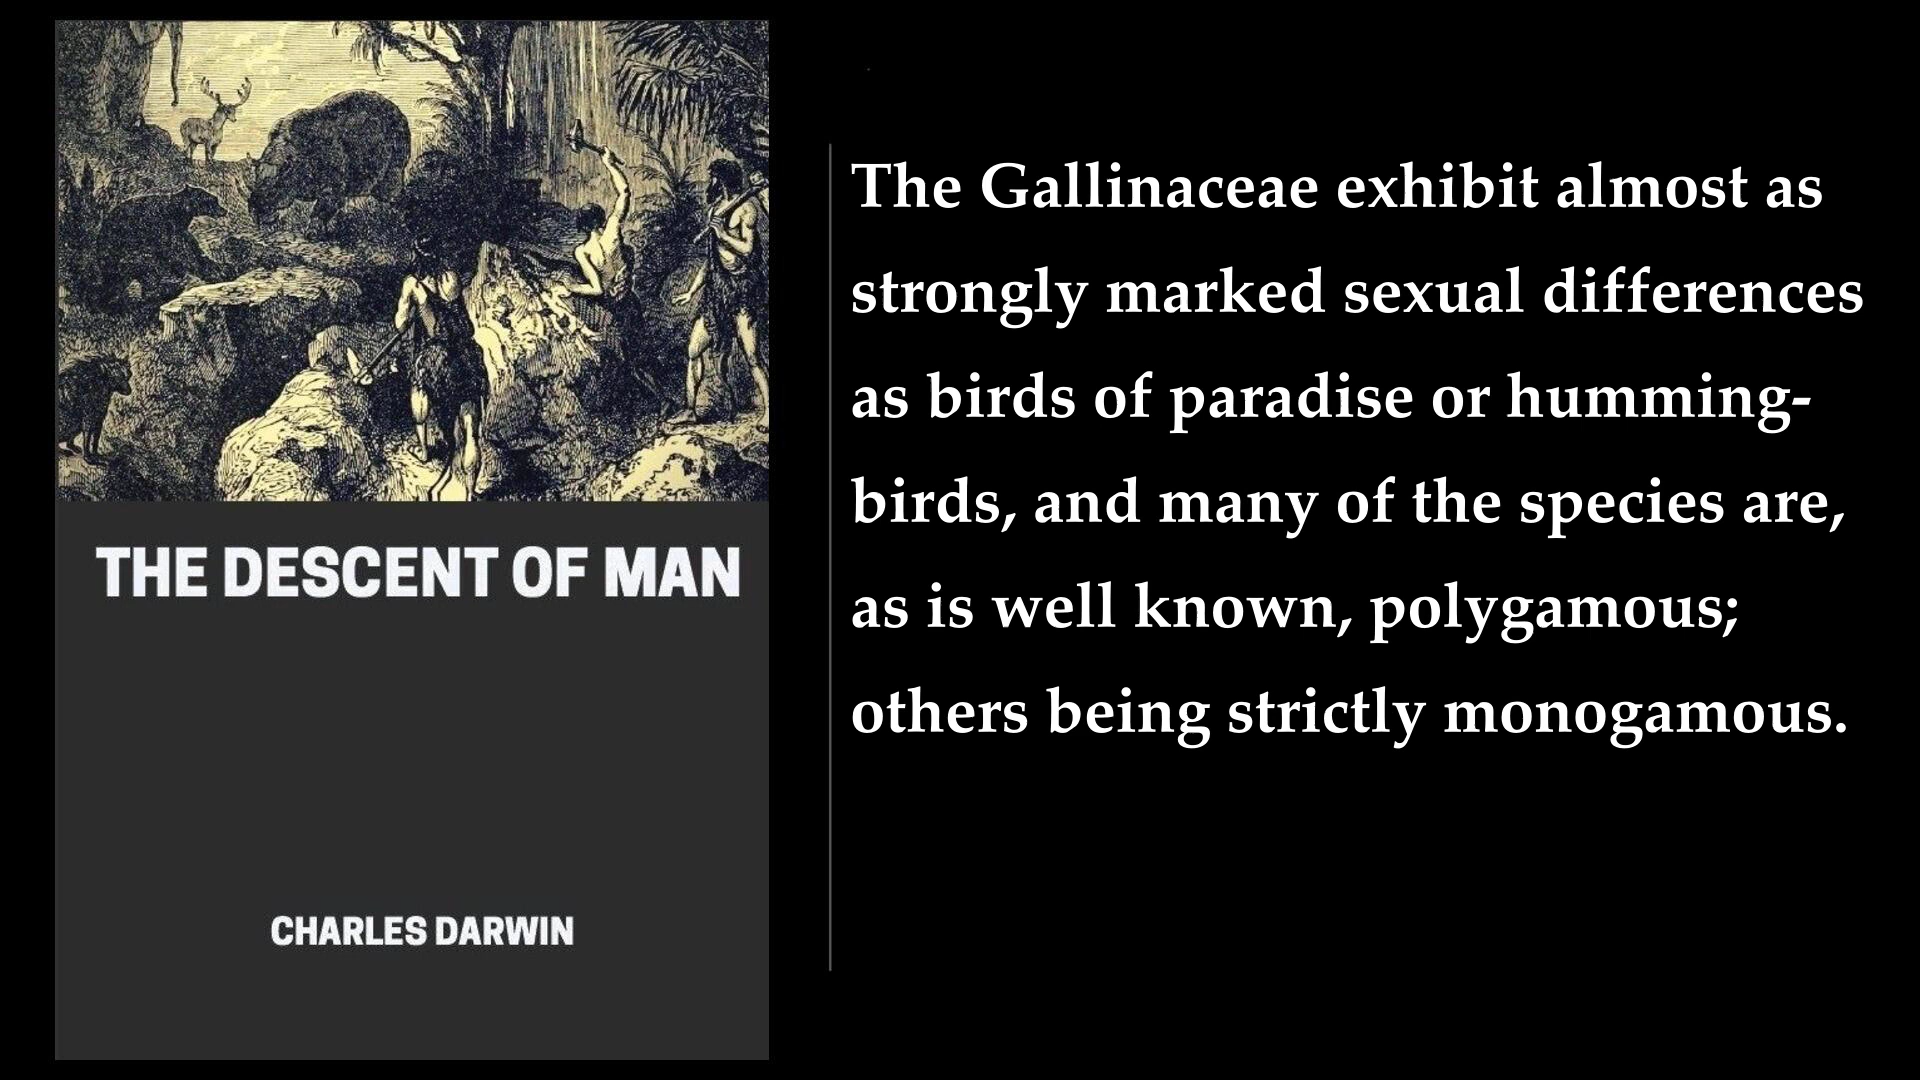 THE DESCENT OF MAN
CHARLES DARWIN
The Gallinaceae exhibit almost as
strongly marked sexual differences
as birds of paradise or humming-
birds, and many of the species are,
as is well known, polygamous;
others being strictly monogamous.